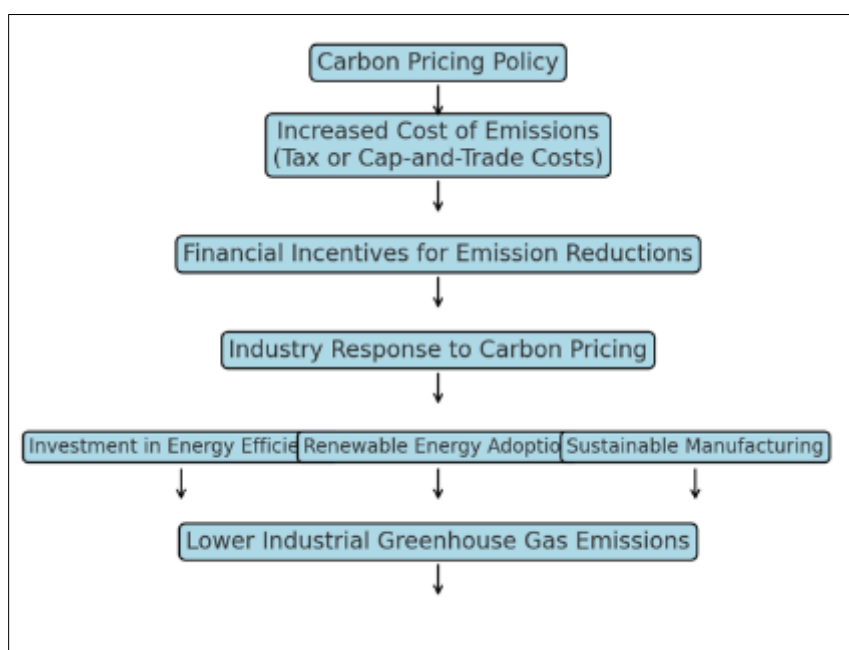 Carbon Pricing Policy
Increased Cost of Emissions
(Tax or Cap-and-Trade Costs)
Financial Incentives for Emission Reductions
Industry Response to Carbon Pricing
Investment in Energy Efficie
Renewable Energy Adoptio
Sustainable Manufacturing
Lower Industrial Greenhouse Gas Emissions